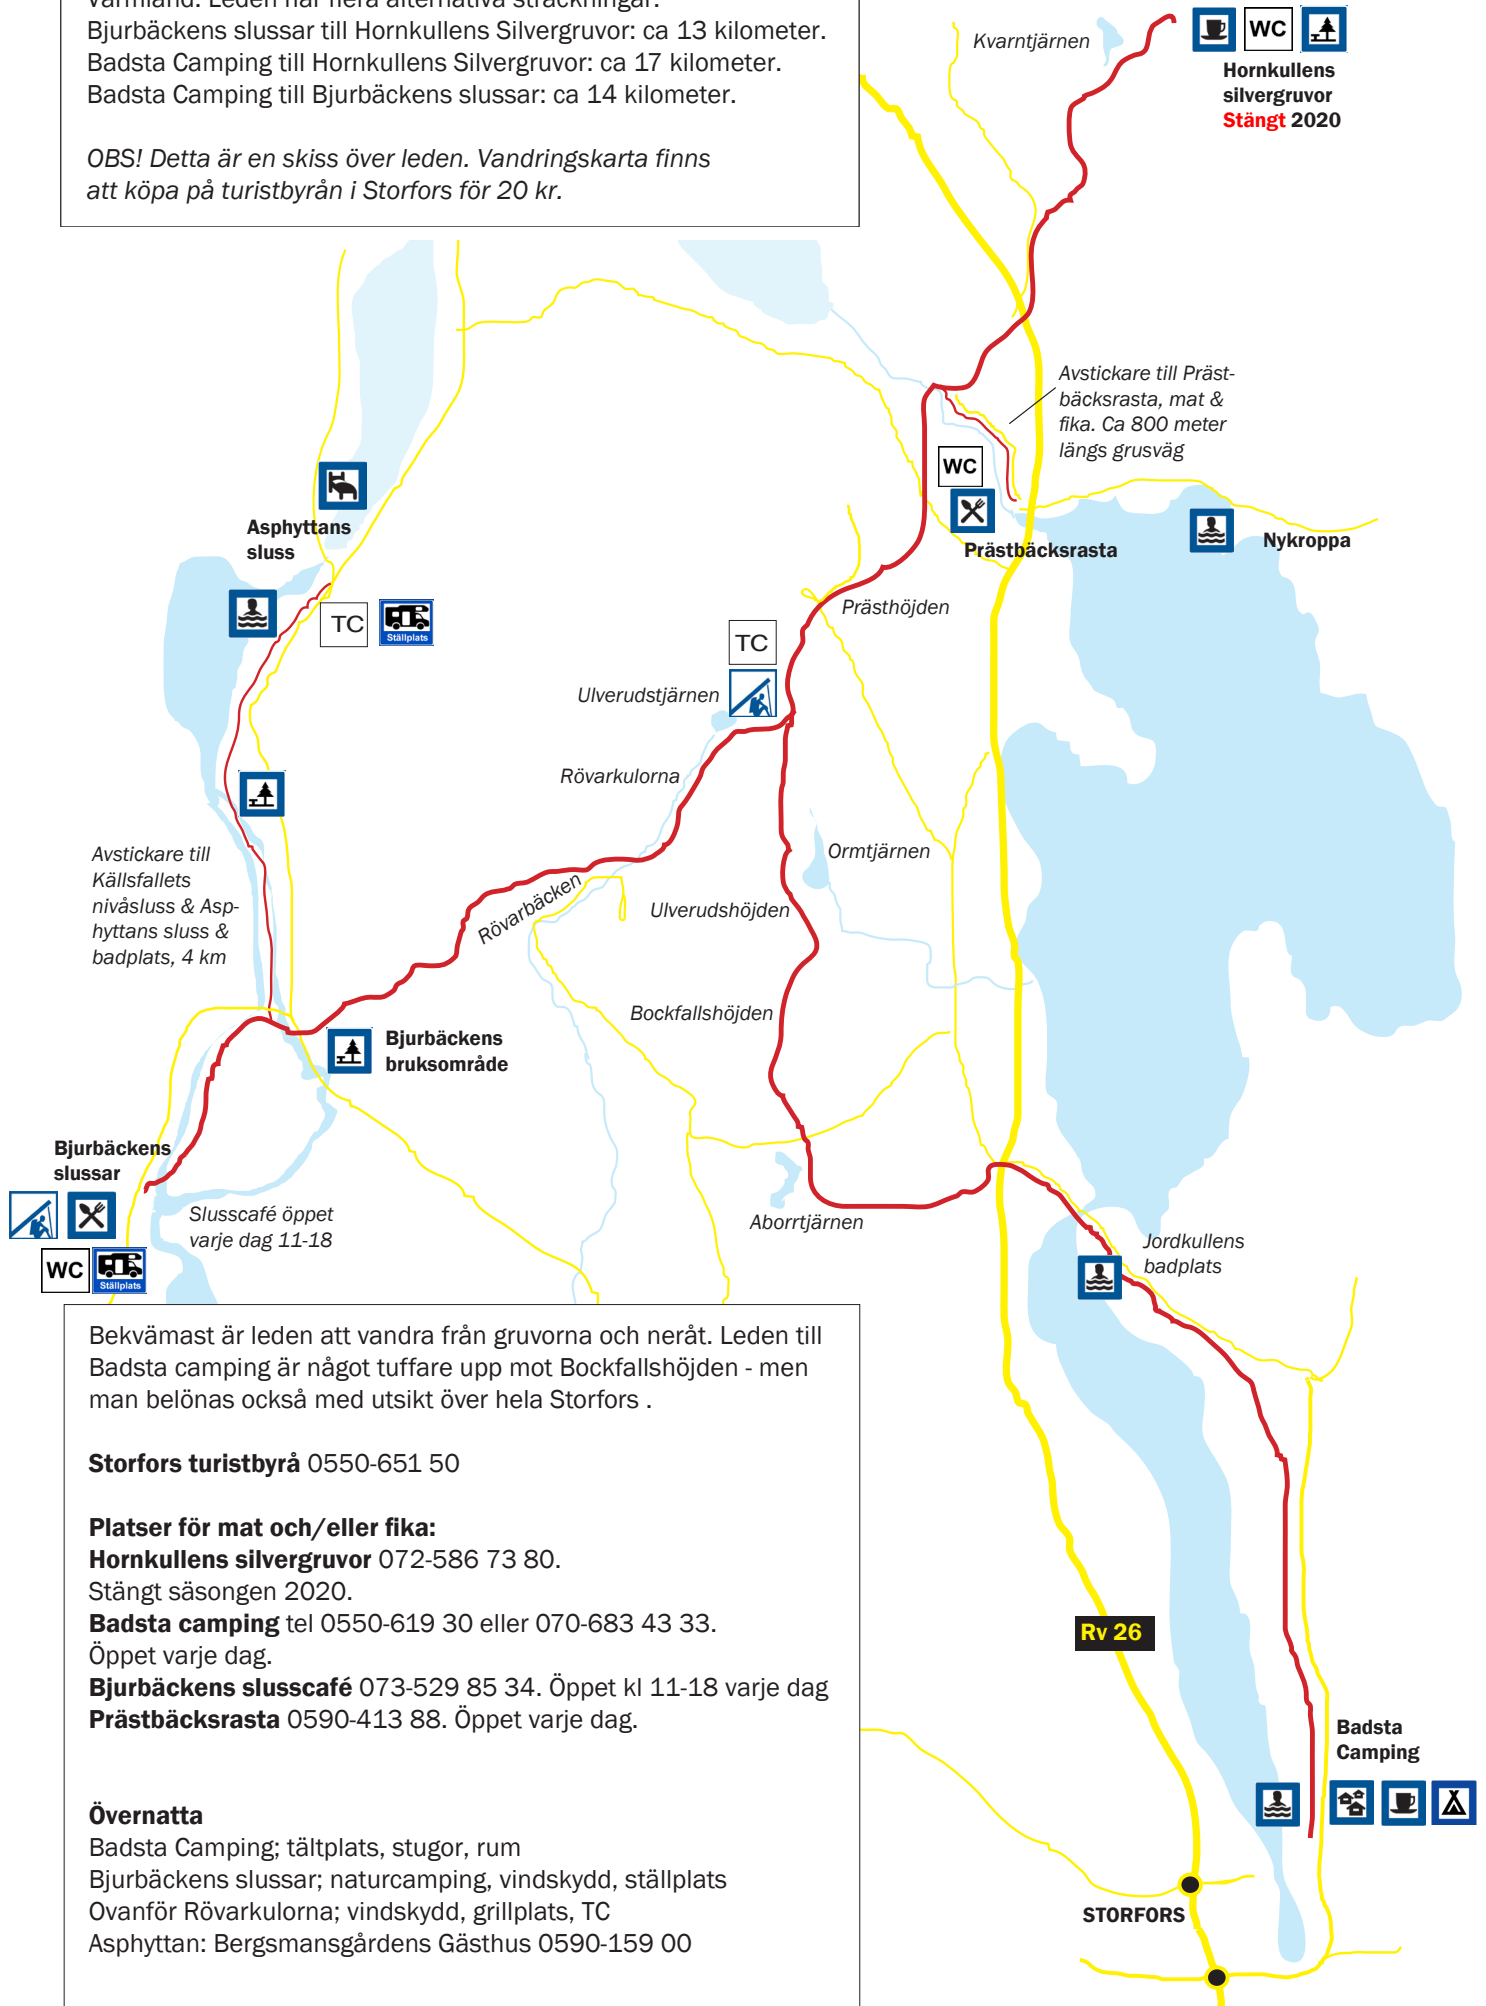 Värmland. Leden har flera alternativa sträckningar.
Bjurbäckens slussar till Hornkullens Silvergruvor: ca 13 kilometer.
Badsta Camping till Hornkullens Silvergruvor: ca 17 kilometer.
Badsta Camping till Bjurbäckens slussar: ca 14 kilometer.
OBS! Detta är en skiss över leden. Vandringskarta finns
att köpa på turistbyrån i Storfors för 20 kr.
Kvarntjärnen
WC
Hornkullens
silvergruvor
Stängt 2020
Avstickare till Präst-
bäcksrasta, mat &
fika. Ca 800 meter
längs grusväg
WC
Prästbäcksrasta
Nykroppa
Asphyttans
sluss
TC
Ställplats
Prästhöjden
TC
Ulverudstjärnen
Rövarkulorna
Avstickare till
Källsfallets
nivåsluss & Asp-
hyttans sluss &
badplats, 4 km
Ormtjärnen
Rövarbäcken
Ulverudshöjden
Bockfallshöjden
Bjurbäckens
bruksområde
Bjurbäckens
slussar
WC
Ställplats
Slusscafé öppet
varje dag 11-18
Aborrtjärnen
Jordkullens
badplats
Bekvämast är leden att vandra från gruvorna och neråt. Leden till
Badsta camping är något tuffare upp mot Bockfallshöjden - men
man belönas också med utsikt över hela Storfors .
Storfors turistbyrå 0550-651 50
Platser för mat och/eller fika:
Hornkullens silvergruvor 072-586 73 80.
Stängt säsongen 2020.
Badsta camping tel 0550-619 30 eller 070-683 43 33.
Öppet varje dag.
Bjurbäckens slusscafé 073-529 85 34. Öppet kl 11-18 varje dag
Prästbäcksrasta 0590-413 88. Öppet varje dag.
Övernatta
Badsta Camping; tältplats, stugor, rum
Bjurbäckens slussar; naturcamping, vindskydd, ställplats
Ovanför Rövarkulorna; vindskydd, grillplats, TC
Asphyttan: Bergsmansgårdens Gästhus 0590-159 00
Rv 26
Badsta
Camping
STORFORS